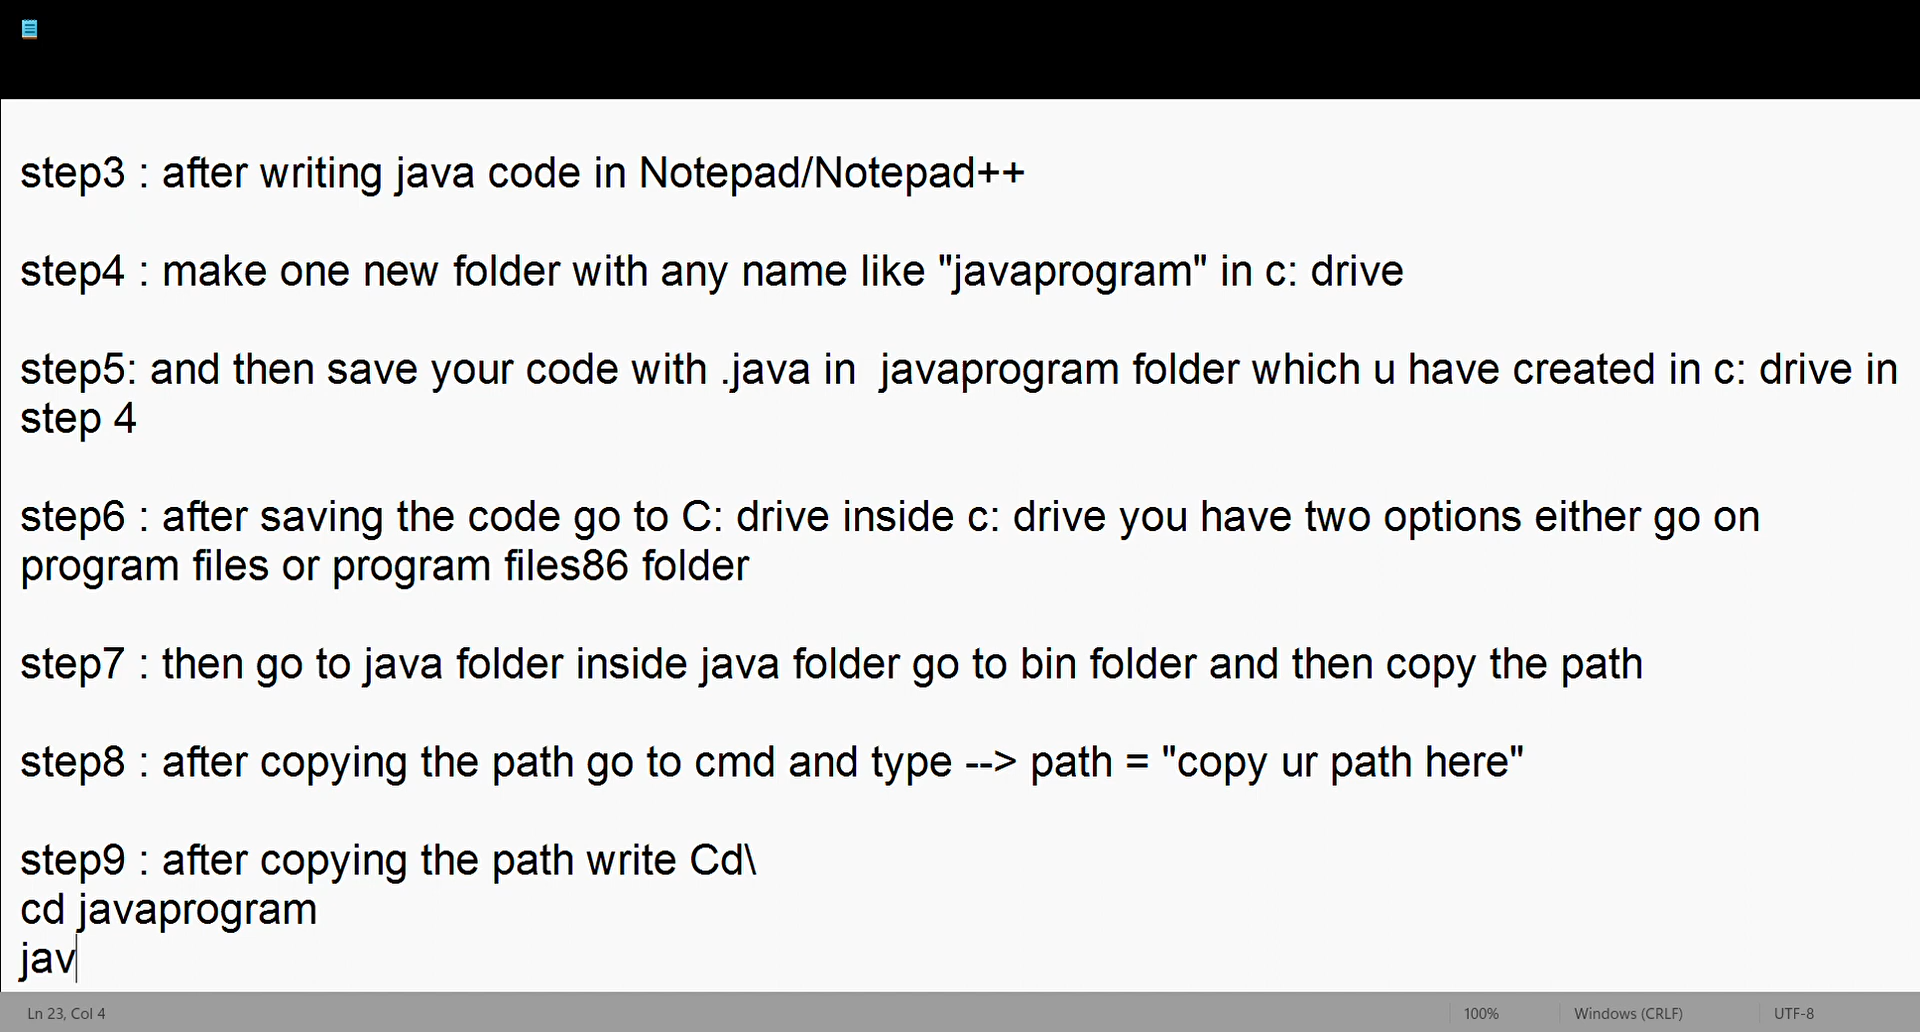 step3 : after writing java code in Notepad/Notepad++
step4 : make one new folder with any name like "javaprogram" in c: drive
step5: and then save your code with .java in  javaprogram folder which u have created in c: drive in
step 4
step6 : after saving the code go to C: drive inside c: drive you have two options either go on
program files or program files86 folder
step7 : then go to java folder inside java folder go to bin folder and then copy the path
step8 : after copying the path go to cmd and type --> path = "copy ur path here"
step9 : after copying the path write Cd\
cd javaprogram
jav
Ln 23, Col 4 100% Windows (CRLF) UTF-8